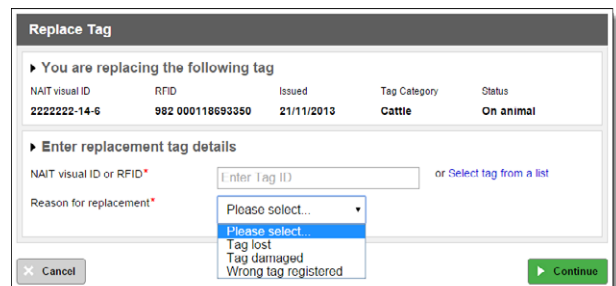 Replace Tag
You are replacing the following tag
NAIT visual ID RFID Issued Tag Category Status
2222222-14-6 982 000118693350 21/11/2013 Cattle On animal
Enter replacement tag details
NAIT visual ID or RFID* Enter Tag ID or Select tag from a list
Reason for replacement* Please select...
Please select...
Tag lost
Tag damaged
Wrong tag registered
Cancel Continue